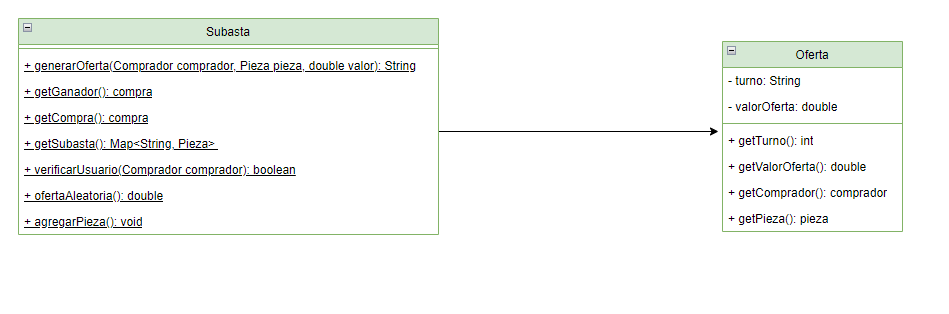 Subasta
+ generarOferta(Comprador comprador, Pieza pieza, double valor): String
+ getGanador(): compra
+ getCompra(): compra
+ getSubasta(): Map<String, Pieza>
+ verificarUsuario(Comprador comprador): boolean
+ ofertaAleatoria(): double
+ agregarPieza(): void
Oferta
- turno: String
- valorOferta: double
+ getTurno(): int
+ getValorOferta(): double
+ getComprador(): comprador
+ getPieza(): pieza